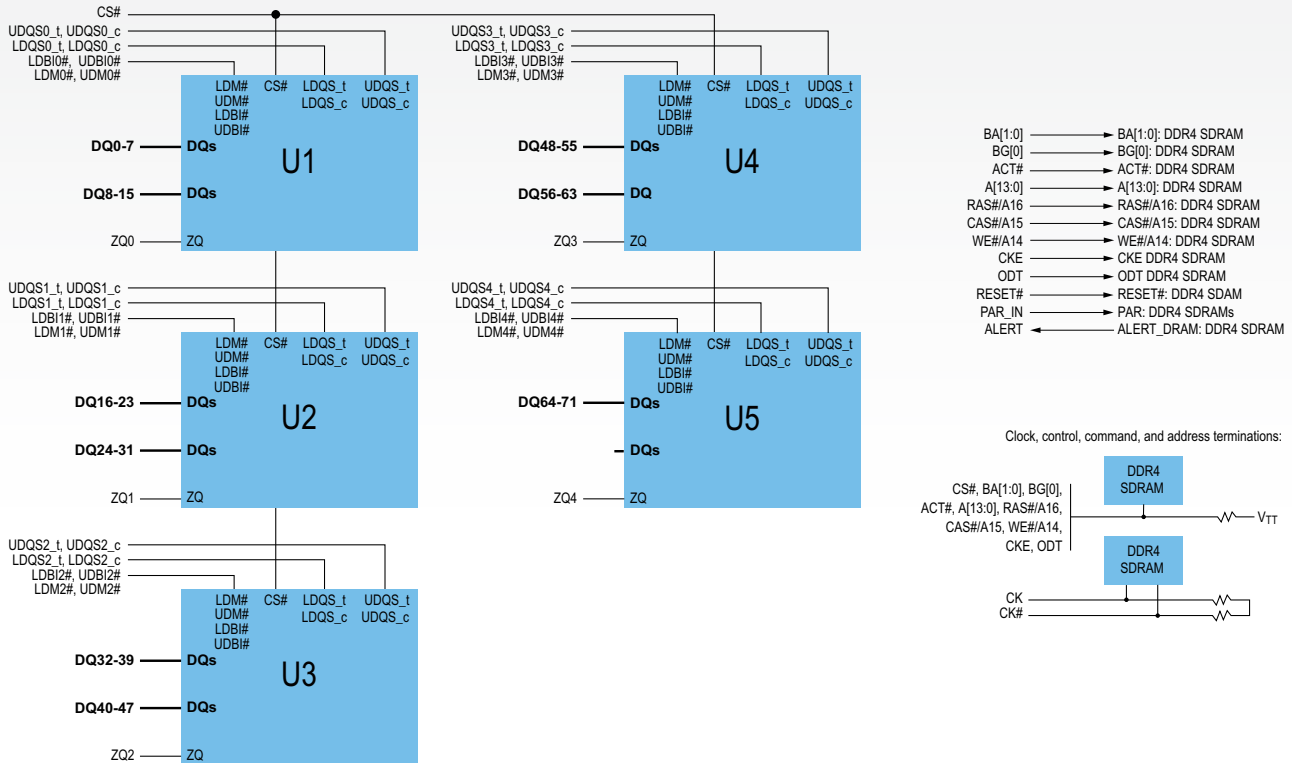 CS#
UDQS0_t, UDQS0_c
LDQS0_t, LDQS0_c
LDBI0#, UDBI0#
LDM0#, UDM0#
LDM# CS# LDQS_t UDQS_t
UDM# LDQS_c UDQS_c
LDBI#
UDBI#
DQ0-7 DQs
U1
DQ8-15 DQs
ZQ0 ZQ
UDQS1_t, UDQS1_c
LDQS1_t, LDQS1_c
LDBI1#, UDBI1#
LDM1#, UDM1#
LDM# CS# LDQS_t UDQS_t
UDM# LDQS_c UDQS_c
LDBI#
UDBI#
DQ16-23 DQs
U2
DQ24-31 DQs
ZQ1 ZQ
UDQS2_t, UDQS2_c
LDQS2_t, LDQS2_c
LDBI2#, UDBI2#
LDM2#, UDM2#
LDM# CS# LDQS_t UDQS_t
UDM# LDQS_c UDQS_c
LDBI#
UDBI#
DQ32-39 DQs
U3
DQ40-47 DQs
ZQ2 ZQ
UDQS3_t, UDQS3_c
LDQS3_t, LDQS3_c
LDBI3#, UDBI3#
LDM3#, UDM3#
LDM# CS# LDQS_t UDQS_t
UDM# LDQS_c UDQS_c
LDBI#
UDBI#
DQ48-55 DQs
U4
DQ56-63 DQ
ZQ3 ZQ
UDQS4_t, UDQS4_c
LDQS4_t, LDQS4_c
LDBI4#, UDBI4#
LDM4#, UDM4#
LDM# CS# LDQS_t UDQS_t
UDM# LDQS_c UDQS_c
LDBI#
UDBI#
DQ64-71 DQs
U5
DQs
ZQ4 ZQ
BA[1:0] BA[1:0]: DDR4 SDRAM
BG[0] BG[0]: DDR4 SDRAM
ACT# ACT#: DDR4 SDRAM
A[13:0] A[13:0]: DDR4 SDRAM
RAS#/A16 RAS#/A16: DDR4 SDRAM
CAS#/A15 CAS#/A15: DDR4 SDRAM
WE#/A14 WE#/A14: DDR4 SDRAM
CKE CKE DDR4 SDRAM
ODT ODT DDR4 SDRAM
RESET# RESET#: DDR4 SDAM
PAR_IN PAR: DDR4 SDRAMs
ALERT ALERT_DRAM: DDR4 SDRAM
Clock, control, command, and address terminations:
DDR4
SDRAM
CS#, BA[1:0], BG[0],
ACT#, A[13:0], RAS#/A16,
CAS#/A15, WE#/A14,
CKE, ODT
VTT
DDR4
SDRAM
CK
CK#